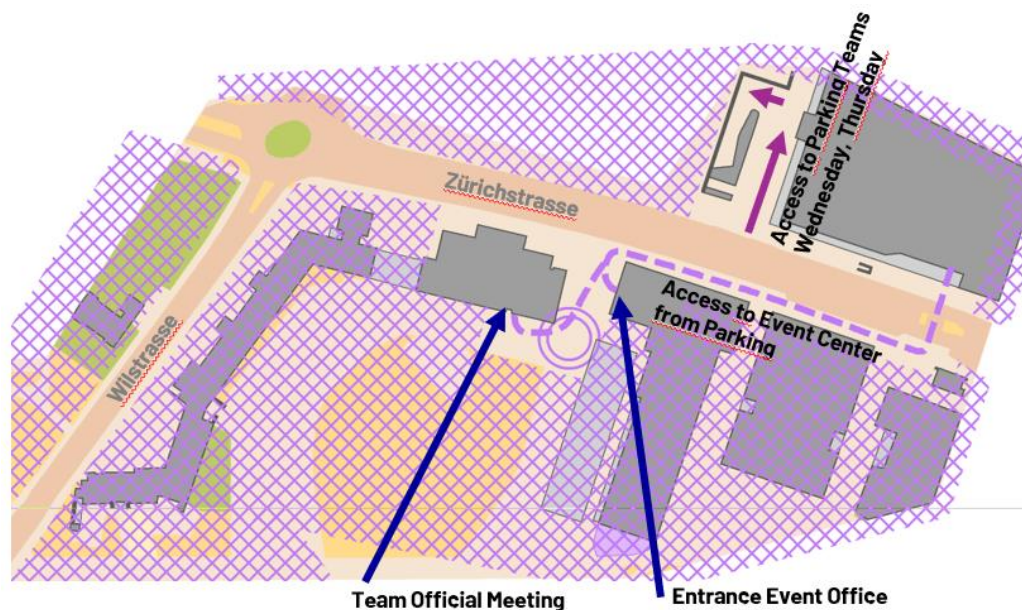 Access to Parking Teams
Wednesday, Thursday
Zürichstrasse
Wilstrasse
Access to Event Center
from Parking
Team Official Meeting
Entrance Event Office